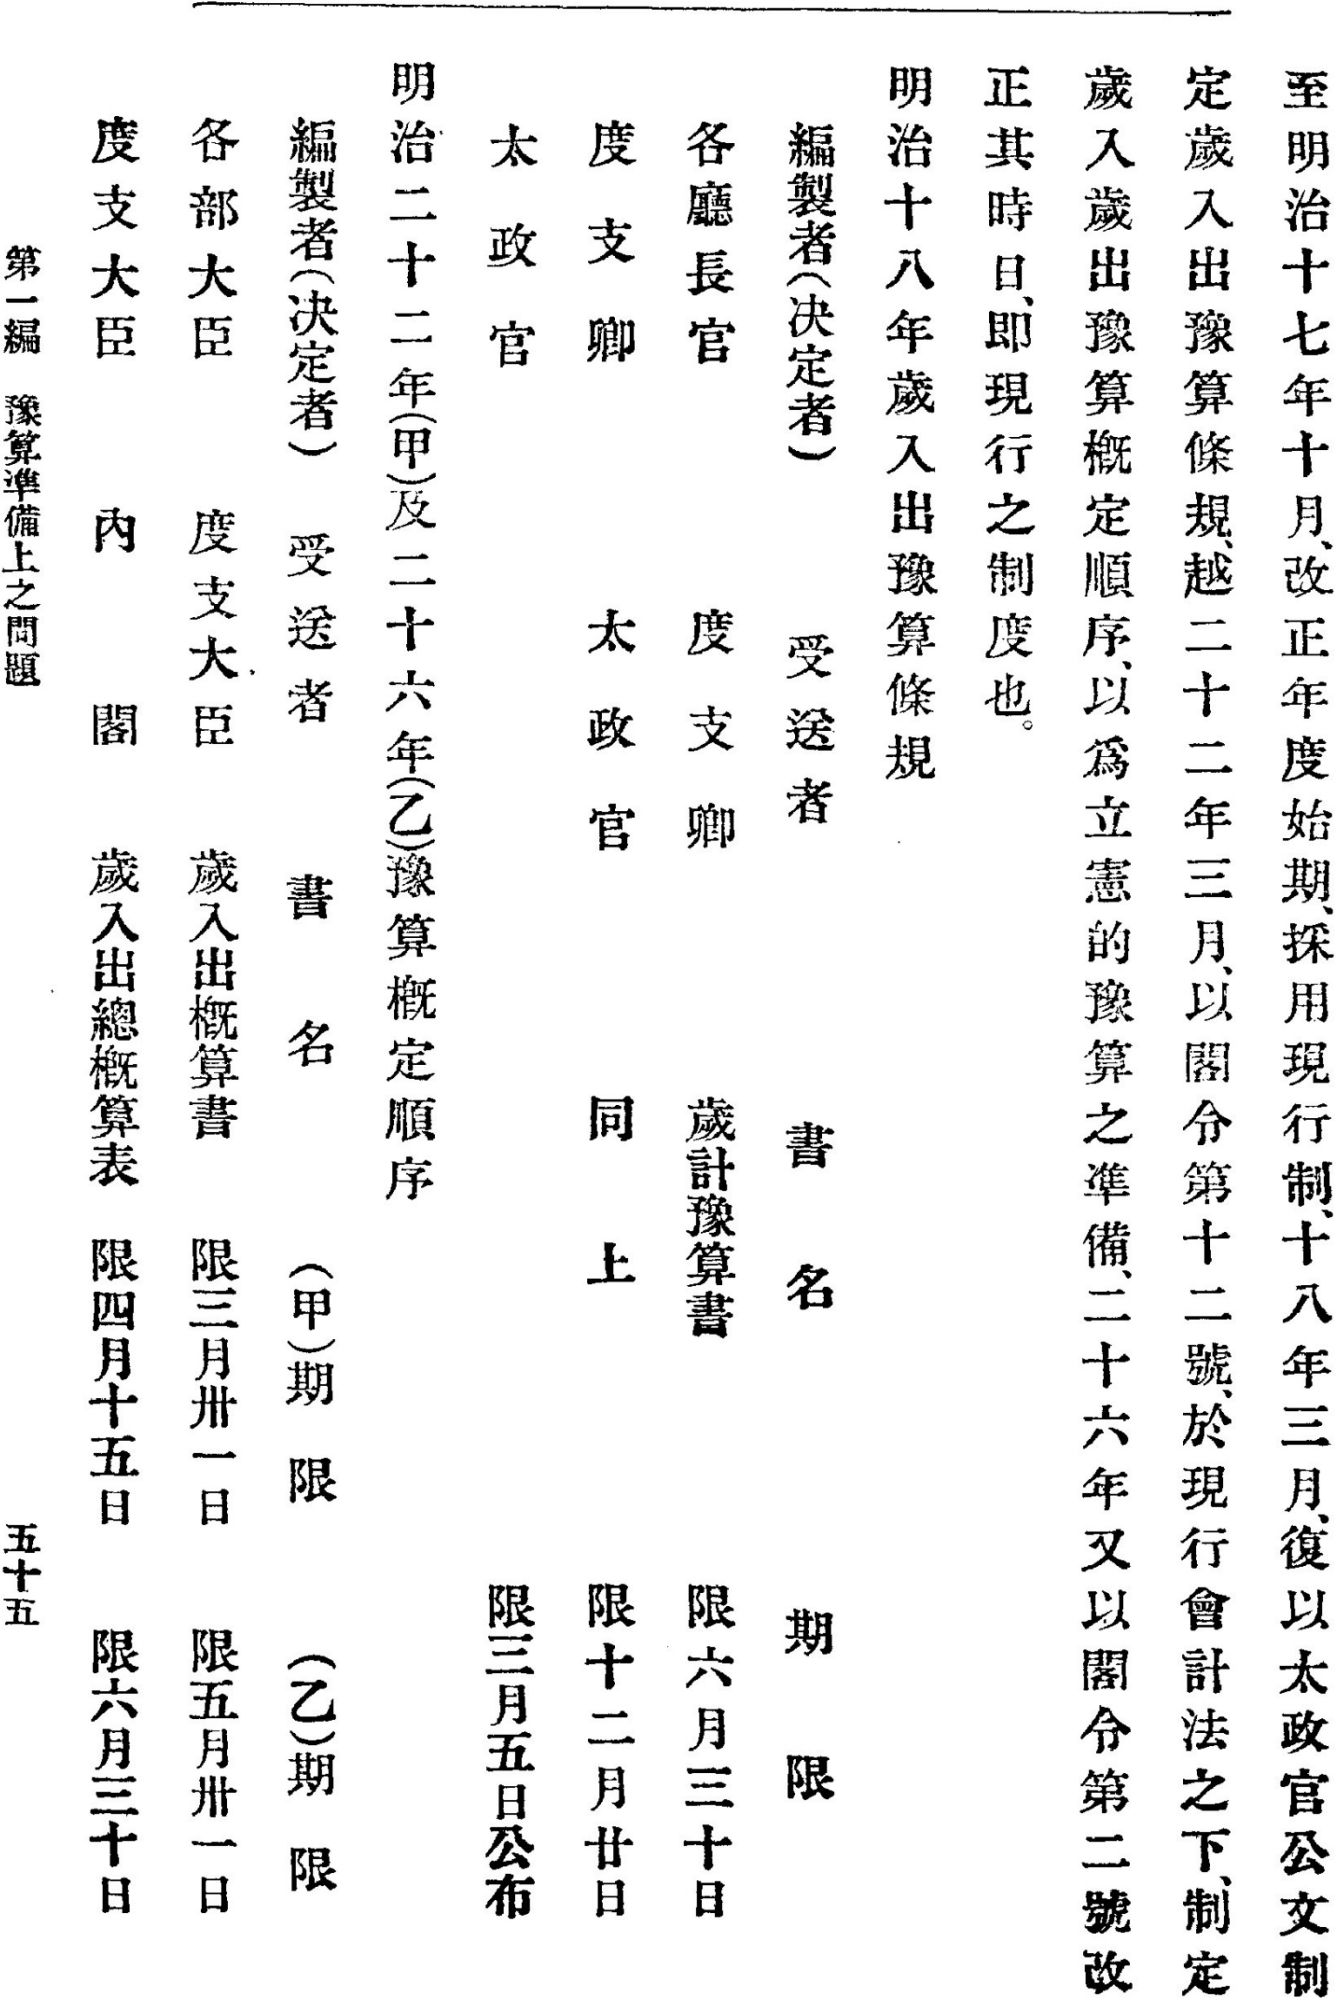 至明治十七年十月、改正年度始期、採用現行制、十八年三月、復以太政官公文制
定歲入出豫算條規、越二十二年三月、以閣令第十二號、於現行會計法之下、制定
歲入歲出豫算槪定順序、以爲立憲的豫算之準備、二十六年又以閣令第二號改
正其時日、即現行之制度也。
明治十八年歲入出豫算條規
編製者(決定者) 受送者 書名 期限
各廳長官 度支卿 歲計豫算書 限六月三十日
度支卿 太政官 同上 限十二月廿日
太政官 限三月五日公布
明治二十二年(甲)及二十六年(乙)豫算槪定順序
編製者(決定者) 受送者 書名 (甲)期限 (乙)期限
各部大臣 度支大臣 歲入出槪算書 限三月卅一日 限五月卅一日
度支大臣 內閣 歲入出總槪算表 限四月十五日 限六月三十日
第一編 豫算準備上之問題 五十五